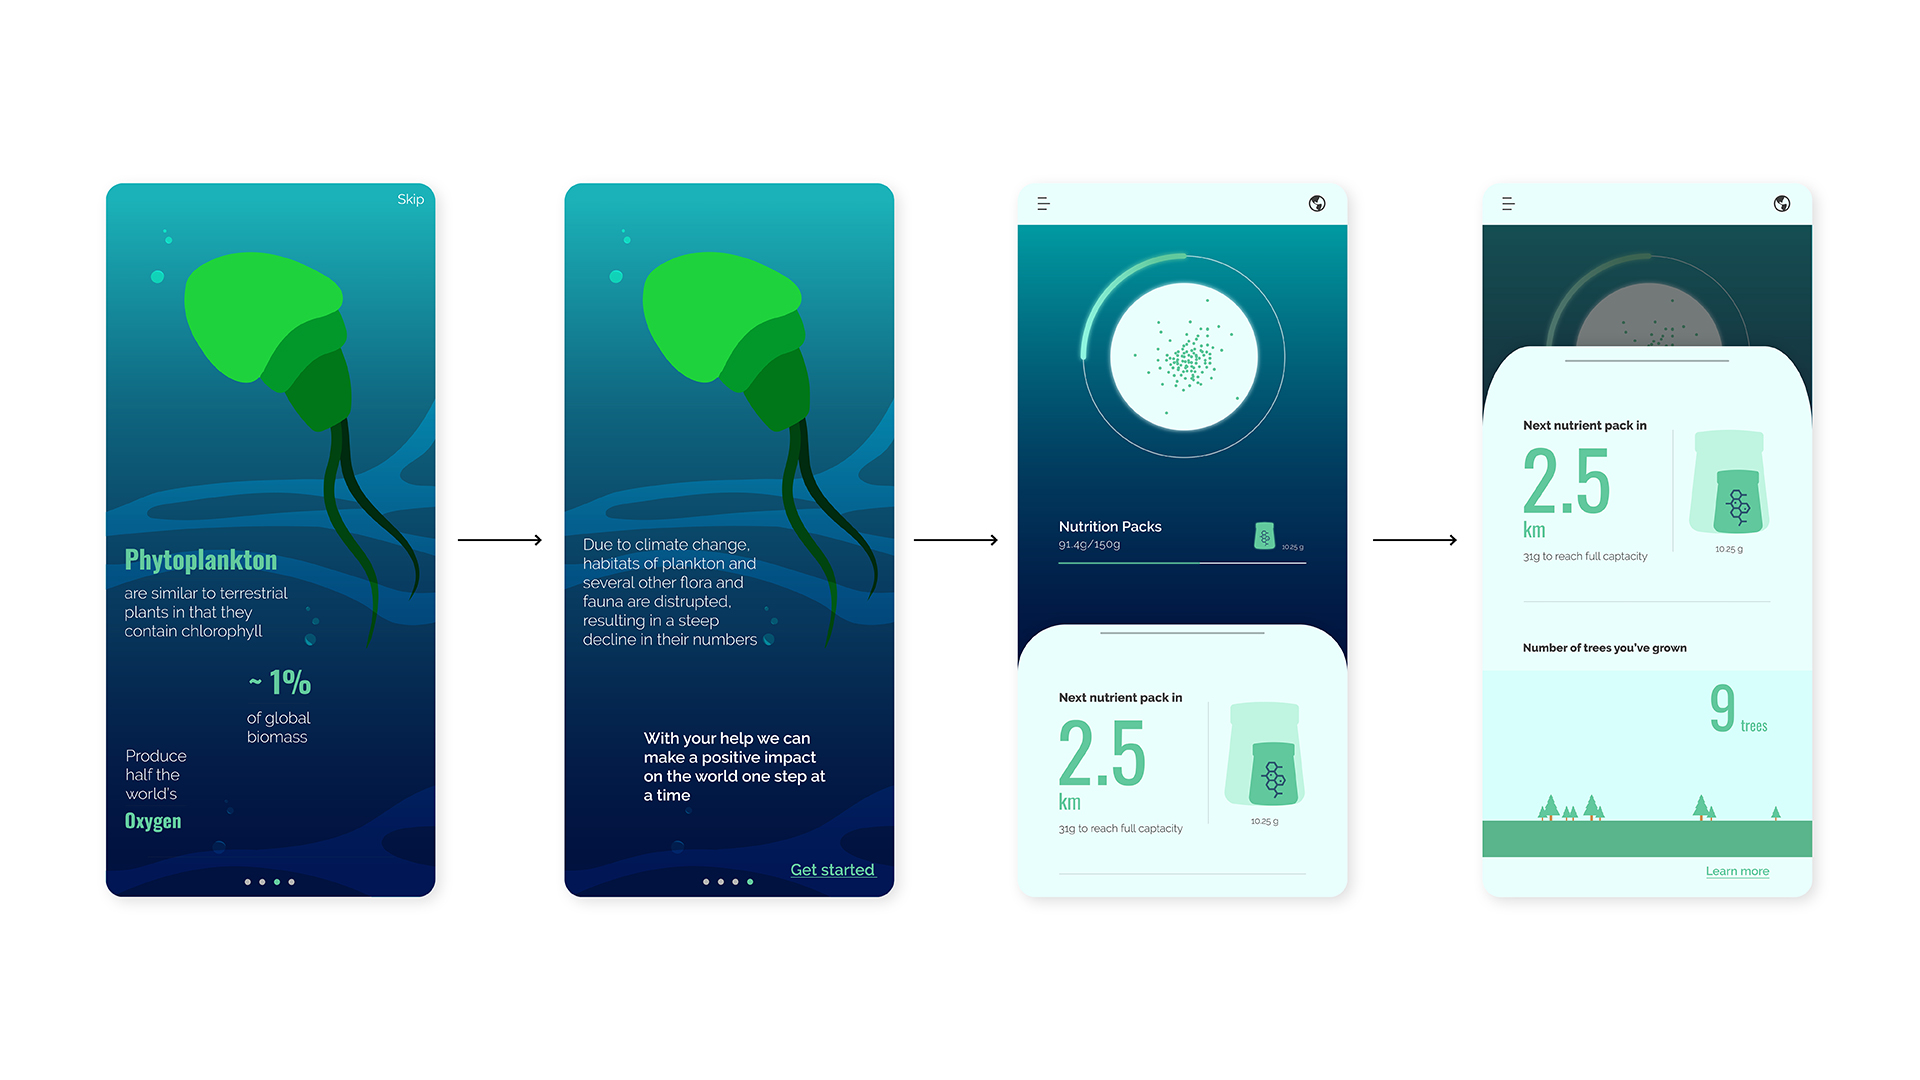 Skip
Phytoplankton
are similar to terrestrial
plants in that they
contain chlorophyll
~ 1%
of global
biomass
Produce
half the
world's
Oxygen
Due to climate change,
habitats of plankton and
several other flora and
fauna are distrupted,
resulting in a steep
decline in their numbers
With your help we can
make a positive impact
on the world one step at
a time
Get started
Nutrition Packs
91.4g/150g
10.25 g
Next nutrient pack in
2.5
km
31g to reach full captacity
10.25 g
Next nutrient pack in
2.5
km
31g to reach full captacity
10.25 g
Number of trees you've grown
9 trees
Learn more